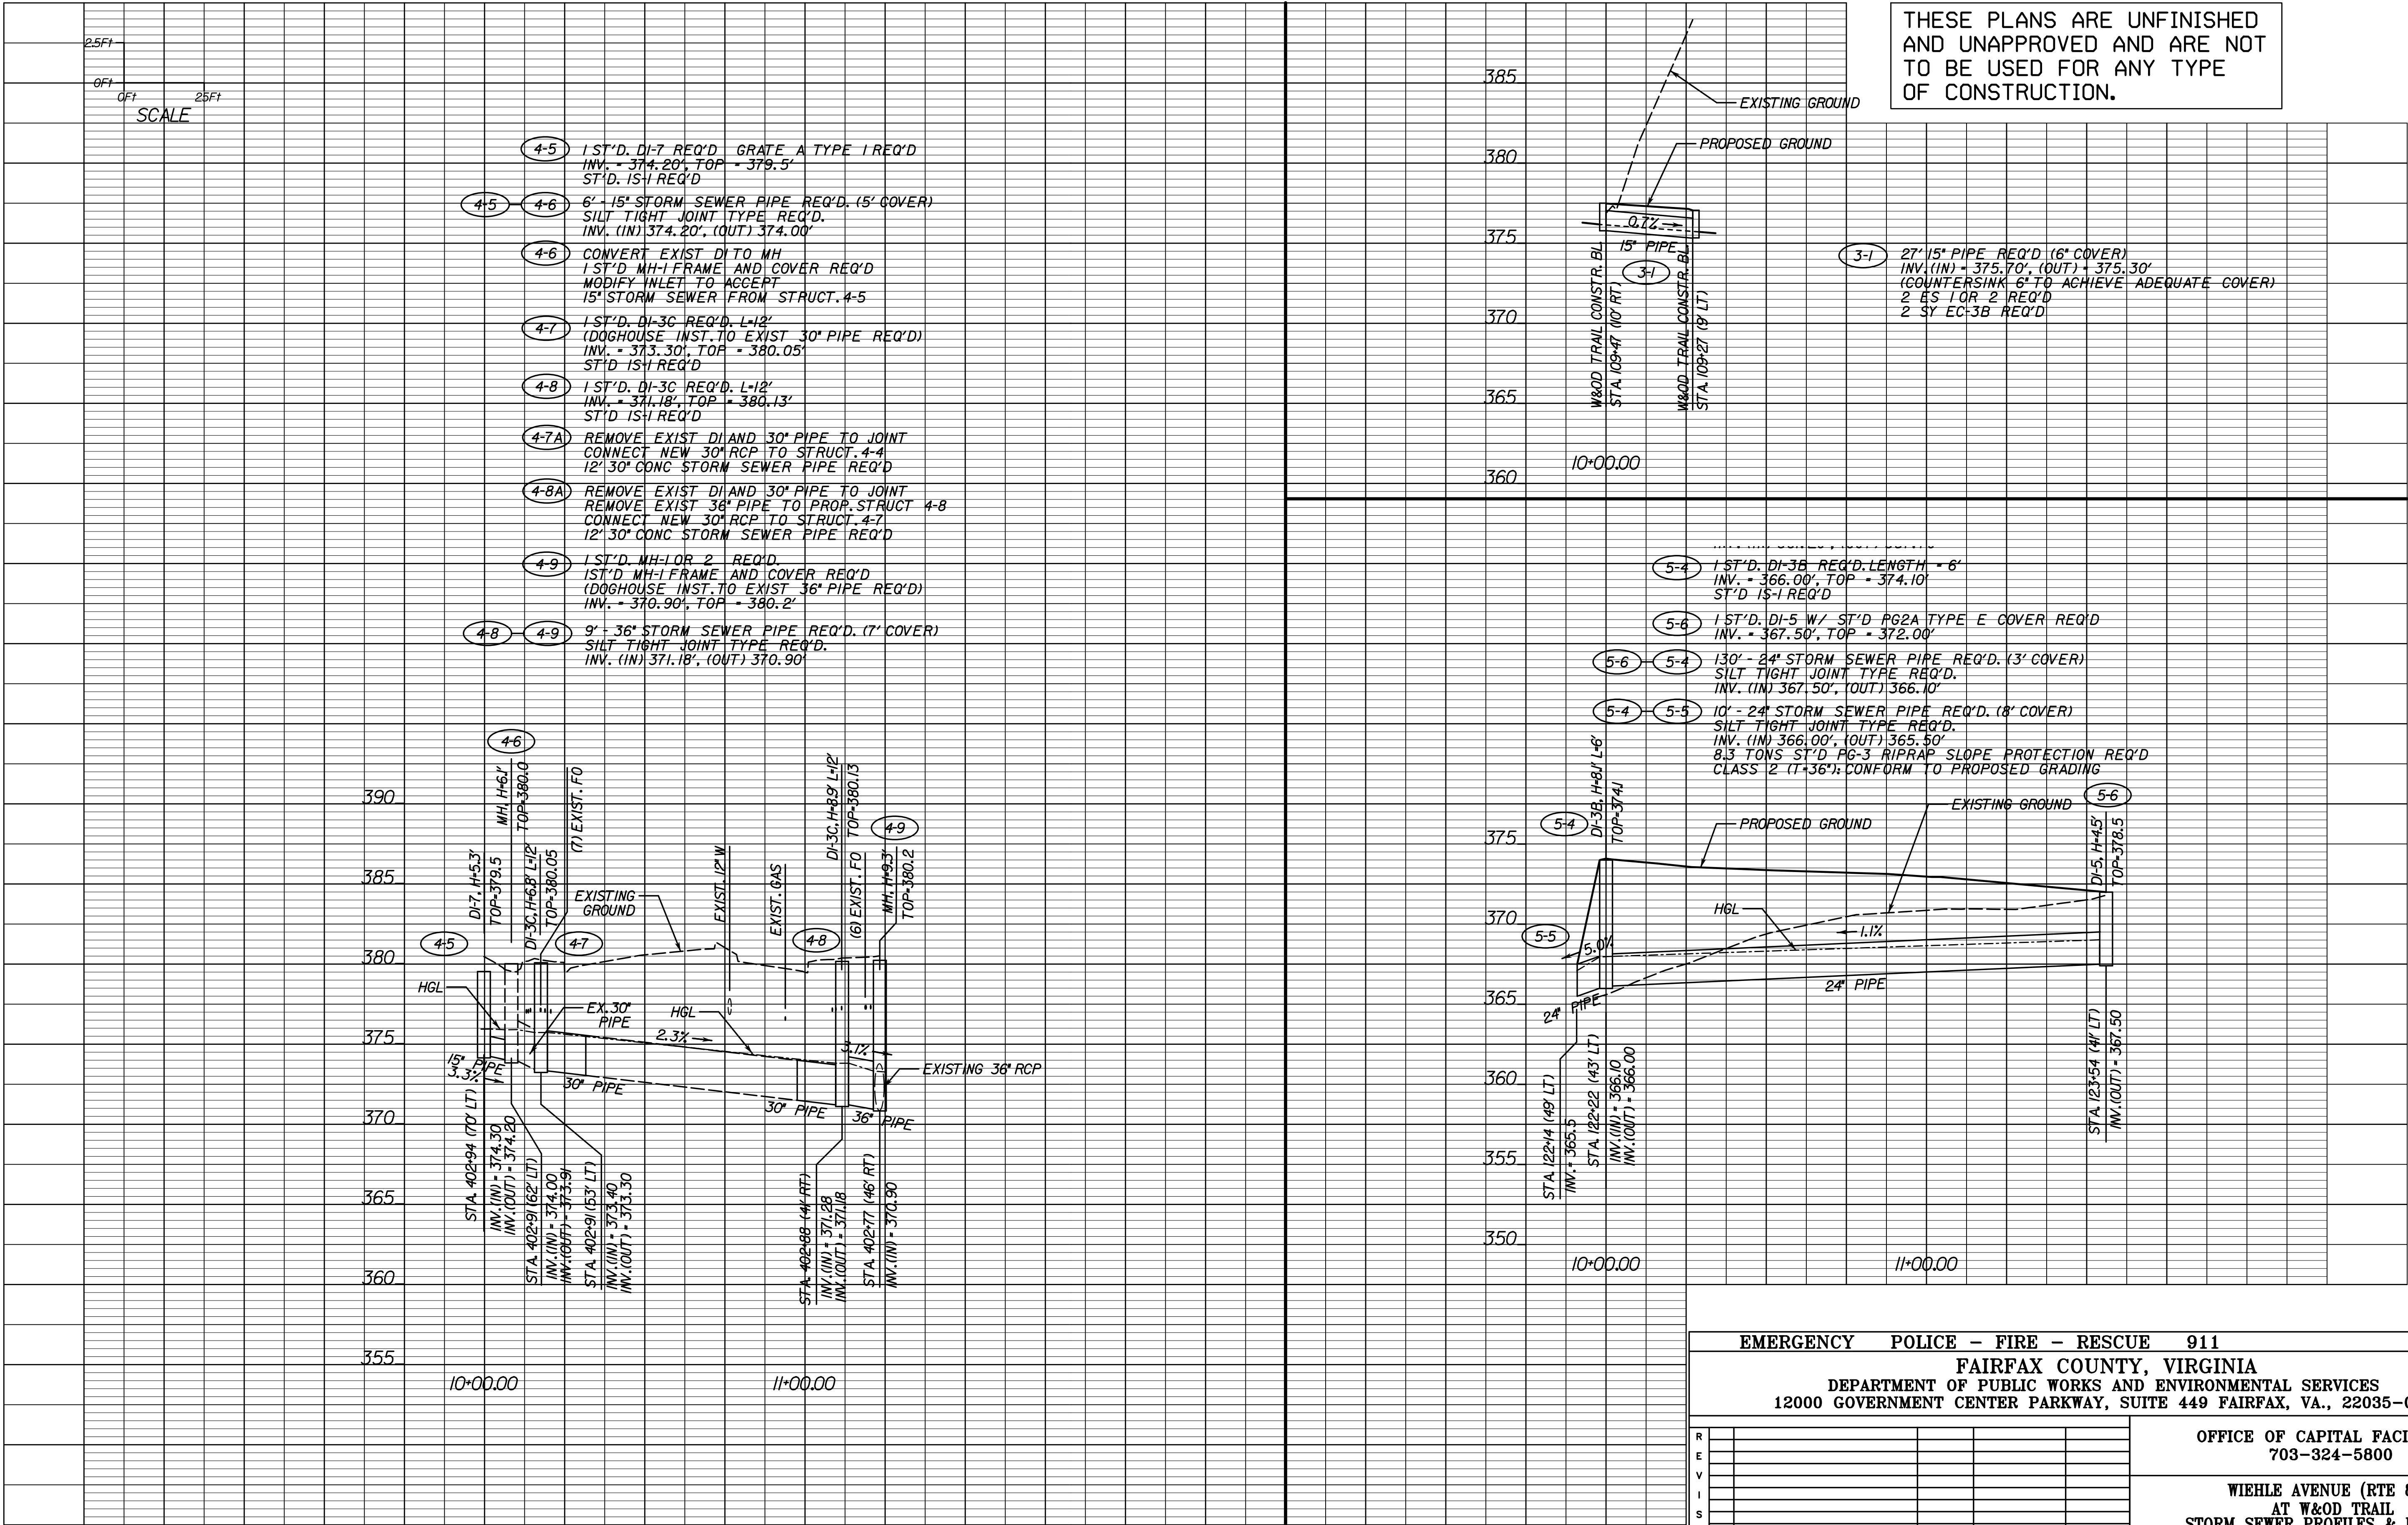 THESE PLANS ARE UNFINISHED
AND UNAPPROVED AND ARE NOT
TO BE USED FOR ANY TYPE
OF CONSTRUCTION.
25Ft
0Ft
0Ft 25Ft
SCALE
4-5 1 ST'D. DI-7 REQ'D GRATE A TYPE I REQ'D
INV. = 374.20', TOP = 379.5'
ST'D. IS-1 REQ'D
4-5 4-6 6' - 15" STORM SEWER PIPE REQ'D. (5' COVER)
SILT TIGHT JOINT TYPE REQ'D.
INV. (IN) 374.20', (OUT) 374.00'
4-6 CONVERT EXIST DI TO MH
1 ST'D MH-1 FRAME AND COVER REQ'D
MODIFY INLET TO ACCEPT
15" STORM SEWER FROM STRUCT. 4-5
4-7 1 ST'D. DI-3C REQ'D. L=12'
(DOGHOUSE INST. TO EXIST 30" PIPE REQ'D)
INV. = 373.30', TOP = 380.05'
ST'D IS-1 REQ'D
4-8 1 ST'D. DI-3C REQ'D. L=12'
INV. = 371.18', TOP = 380.13'
ST'D IS-1 REQ'D
4-7A REMOVE EXIST DI AND 30" PIPE TO JOINT
CONNECT NEW 30" RCP TO STRUCT. 4-4
12' 30" CONC STORM SEWER PIPE REQ'D
4-8A REMOVE EXIST DI AND 30" PIPE TO JOINT
REMOVE EXIST 36" PIPE TO PROP. STRUCT 4-8
CONNECT NEW 30" RCP TO STRUCT. 4-7
12' 30" CONC STORM SEWER PIPE REQ'D
4-9 1 ST'D. MH-1 OR 2 REQ'D.
1ST'D MH-1 FRAME AND COVER REQ'D
(DOGHOUSE INST. TO EXIST 36" PIPE REQ'D)
INV. = 370.90', TOP = 380.2'
4-8 4-9 9' - 36" STORM SEWER PIPE REQ'D. (7' COVER)
SILT TIGHT JOINT TYPE REQ'D.
INV. (IN) 371.18', (OUT) 370.90'
390
385
380
375
370
365
360
355
4-5
DI-7, H=5.3'
TOP=379.5
4-6
MH, H=6.1'
TOP=380.0
DI-3C, H=6.8' L=12'
TOP=380.05
4-7
(7) EXIST. FO
EXISTING
GROUND
EXIST. 12" W
EXIST. GAS
4-8
DI-3C, H=8.9' L=12'
TOP=380.13
(6) EXIST. FO
4-9
MH, H=9.3'
TOP=380.2
HGL
EX. 30"
PIPE
HGL
2.3%
3.1%
EXISTING 36" RCP
15" PIPE
3.3%
30" PIPE
30" PIPE
36" PIPE
STA. 402+94 (70' LT)
INV.(IN) = 374.30
INV.(OUT) = 374.20
STA. 402+91 (62' LT)
INV.(IN) = 374.00
INV.(OUT) = 373.91
STA. 402+91 (53' LT)
INV.(IN) = 373.40
INV.(OUT) = 373.30
STA. 402+88 (41' RT)
INV.(IN) = 371.28
INV.(OUT) = 371.18
STA. 402+77 (46' RT)
INV.(IN) = 370.90
10+00.00
11+00.00
385
380
375
370
365
360
EXISTING GROUND
PROPOSED GROUND
0.7%
15" PIPE
3-1
W&OD TRAIL CONSTR. BL
STA. 109+47 (10' RT)
W&OD TRAIL CONSTR. BL
STA. 109+27 (9' LT)
10+00.00
3-1 27' 15" PIPE REQ'D (6" COVER)
INV.(IN) = 375.70', (OUT) = 375.30'
(COUNTERSINK 6" TO ACHIEVE ADEQUATE COVER)
2 ES 1 OR 2 REQ'D
2 SY EC-3B REQ'D
5-4 1 ST'D. DI-3B REQ'D. LENGTH = 6'
INV. = 366.00', TOP = 374.10'
ST'D IS-1 REQ'D
5-6 1 ST'D. DI-5 W/ ST'D PG2A TYPE E COVER REQ'D
INV. = 367.50', TOP = 372.00'
5-6 5-4 130' - 24" STORM SEWER PIPE REQ'D. (3' COVER)
SILT TIGHT JOINT TYPE REQ'D.
INV. (IN) 367.50', (OUT) 366.10'
5-4 5-5 10' - 24" STORM SEWER PIPE REQ'D. (8' COVER)
SILT TIGHT JOINT TYPE REQ'D.
INV. (IN) 366.00', (OUT) 365.50'
8.3 TONS ST'D PG-3 RIPRAP SLOPE PROTECTION REQ'D
CLASS 2 (T=36"); CONFORM TO PROPOSED GRADING
375
370
365
360
355
350
5-4
DI-3B, H=8.1' L=6'
TOP=374.1
5-5
PROPOSED GROUND
EXISTING GROUND
5-6
DI-5, H=4.5'
TOP=378.5
HGL
5.0%
1.1%
24" PIPE
24" PIPE
STA. 122+14 (49' LT)
INV. = 365.5
STA. 122+22 (43' LT)
INV.(IN) = 366.10
INV.(OUT) = 366.00
STA. 123+54 (41' LT)
INV.(OUT) = 367.50
10+00.00
11+00.00
EMERGENCY POLICE – FIRE – RESCUE 911
FAIRFAX COUNTY, VIRGINIA
DEPARTMENT OF PUBLIC WORKS AND ENVIRONMENTAL SERVICES
12000 GOVERNMENT CENTER PARKWAY, SUITE 449 FAIRFAX, VA., 22035-
R
E
V
I
S
OFFICE OF CAPITAL FACI
703-324-5800
WIEHLE AVENUE (RTE
AT W&OD TRAIL
STORM SEWER PROFILES &